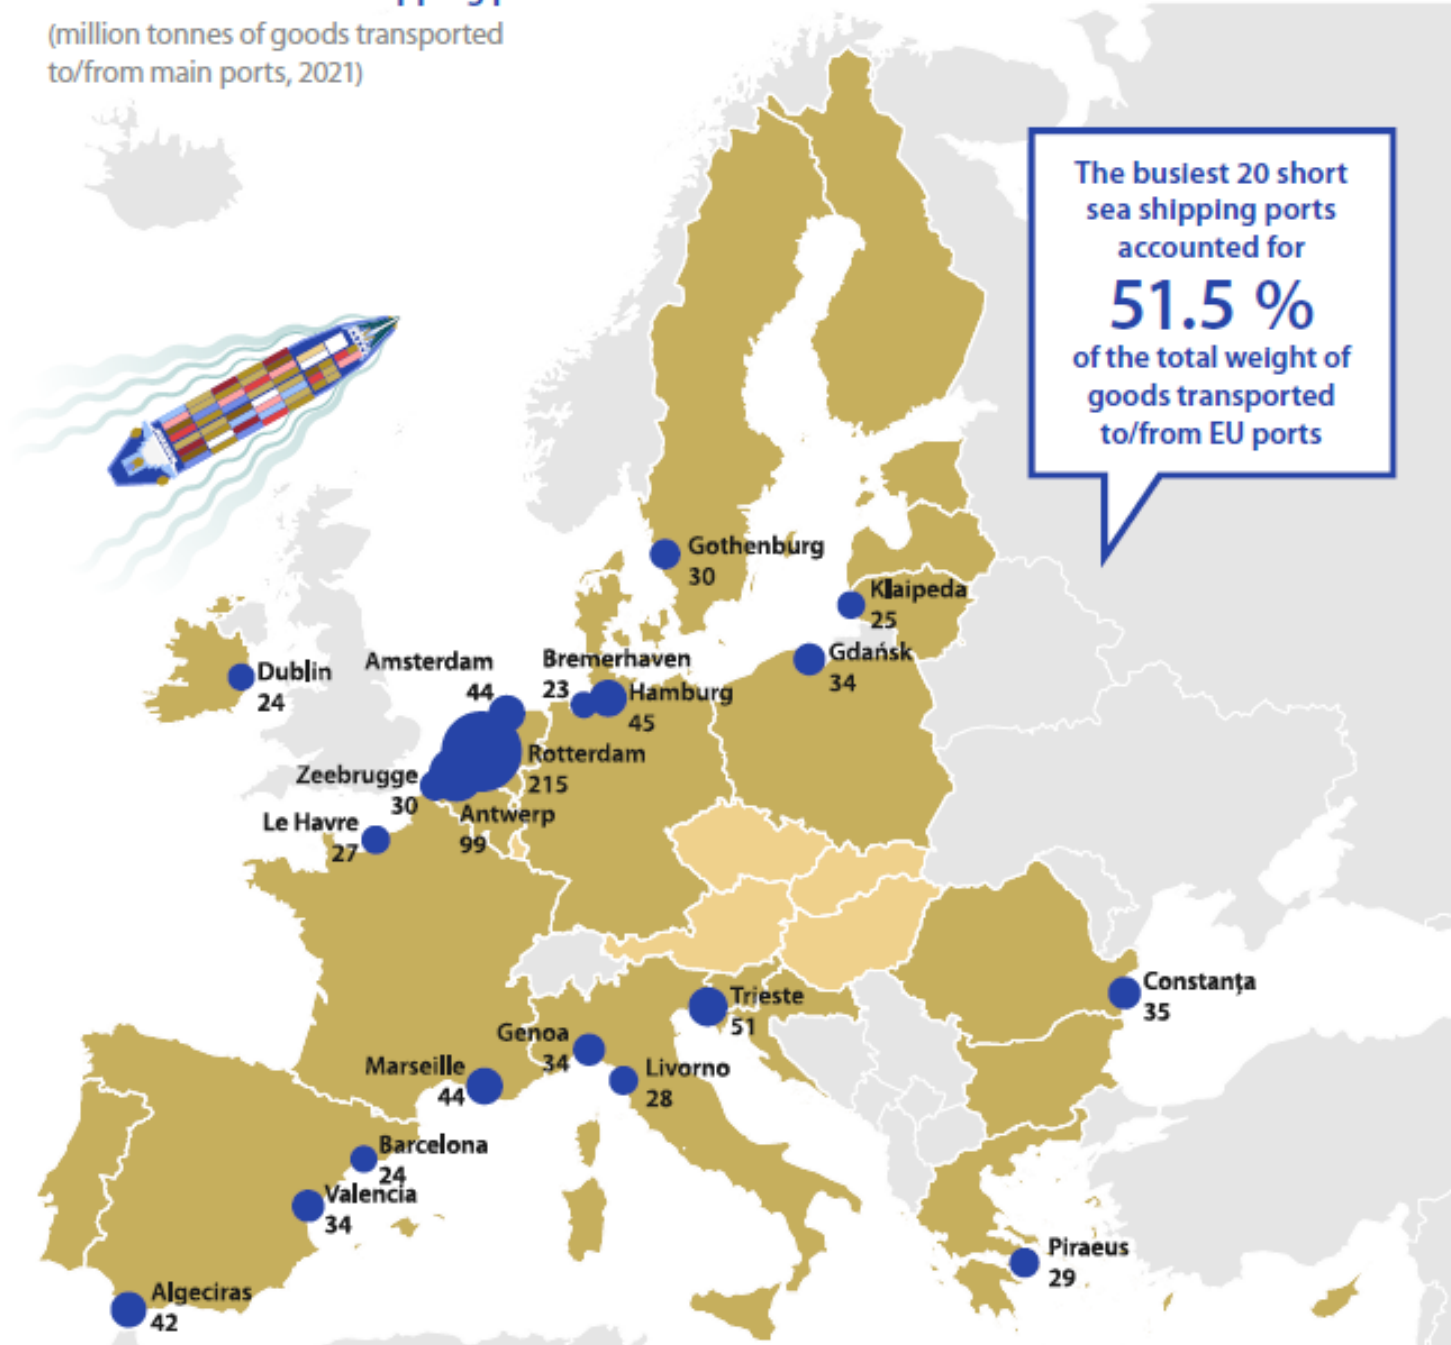 (million tonnes of goods transported
to/from main ports, 2021)
The busiest 20 short
sea shipping ports
accounted for
51.5 %
of the total weight of
goods transported
to/from EU ports
Gothenburg
30
Klaipeda
25
Gdańsk
34
Dublin
24
Amsterdam
44
Bremerhaven
23
Hamburg
45
Rotterdam
215
Zeebrugge
30
Antwerp
99
Le Havre
27
Constanța
35
Trieste
51
Genoa
34
Livorno
28
Marseille
44
Barcelona
24
Valencia
34
Algeciras
42
Piraeus
29